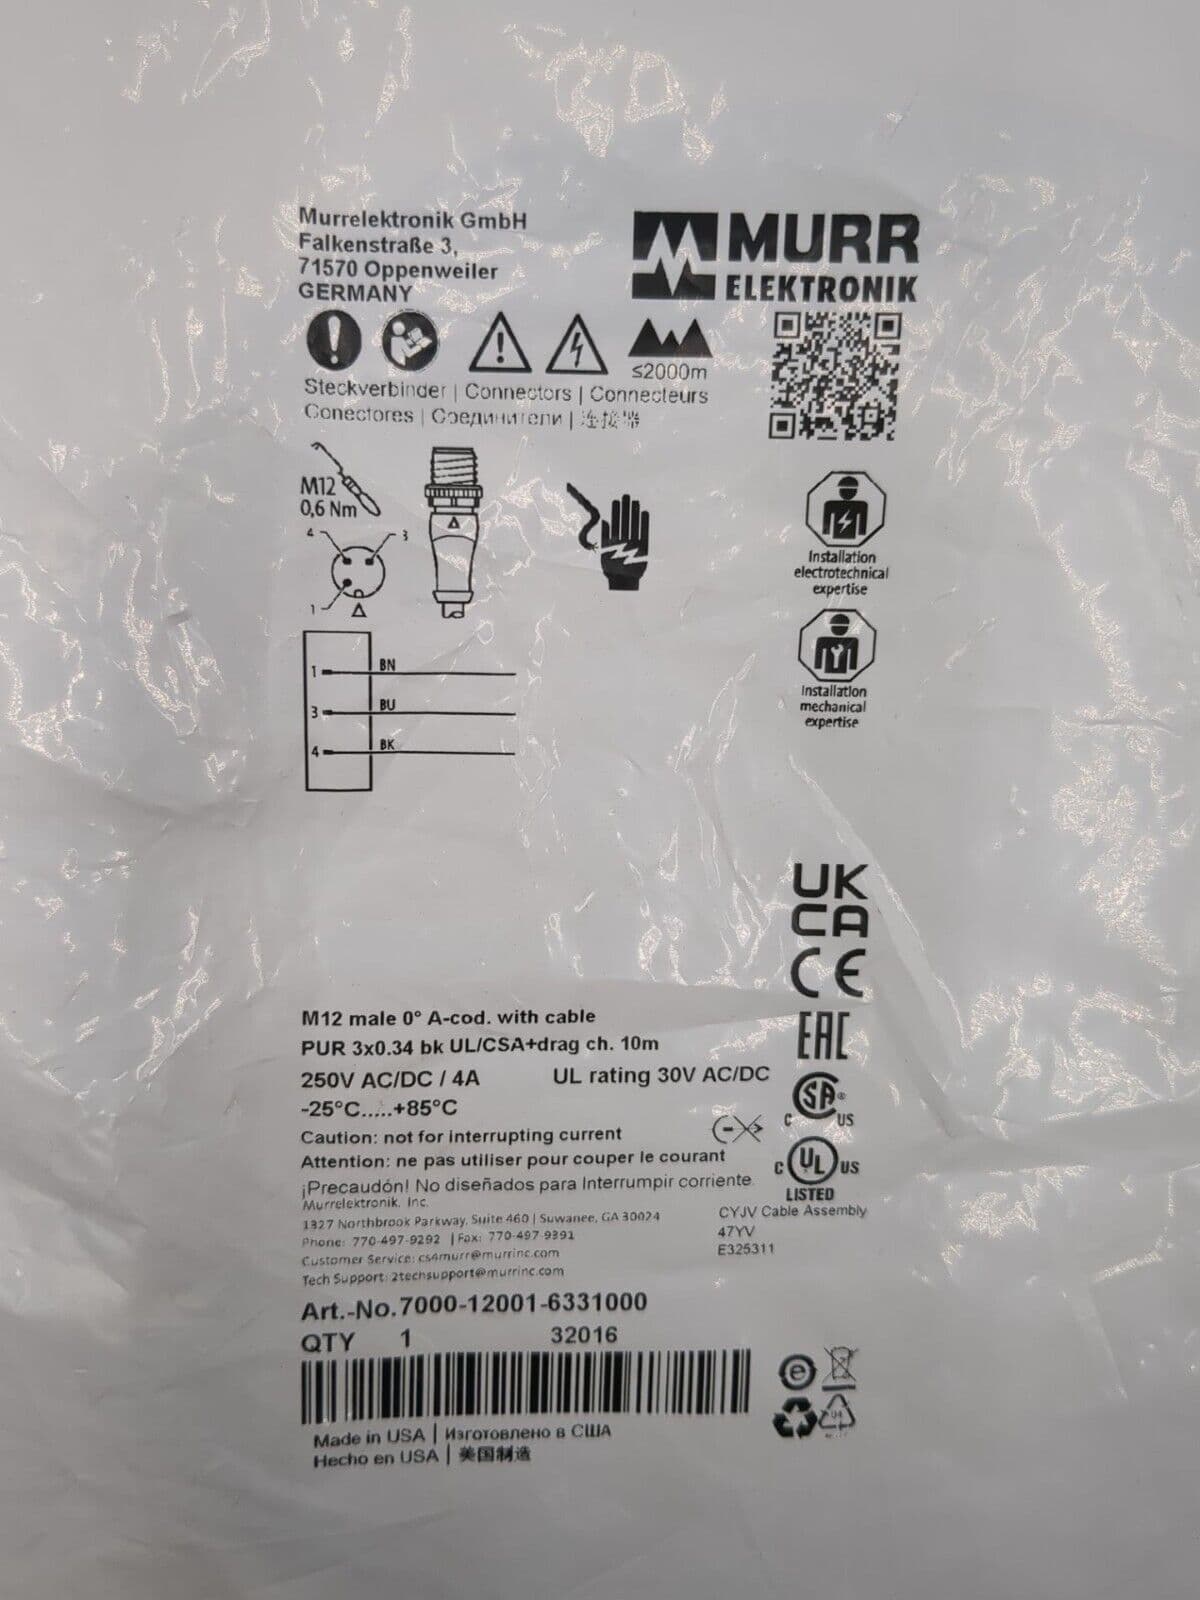 Murrelektronik GmbH
Falkenstraße 3,
71570 Oppenweiler
GERMANY
MURR
ELEKTRONIK
≤2000m
Steckverbinder | Connectors | Connecteurs
Conectores | Соединители | 连接器
M12
0,6 Nm
4 3
1
Installation
electrotechnical
expertise
Installation
mechanical
expertise
1 BN
3 BU
4 BK
UK
CA
CE
EAC
M12 male 0° A-cod. with cable
PUR 3x0.34 bk UL/CSA+drag ch. 10m
250V AC/DC / 4A UL rating 30V AC/DC
-25°C.....+85°C
SA®
C US
Caution: not for interrupting current
Attention: ne pas utiliser pour couper le courant
¡Precaudón! No diseñados para Interrumpir corriente
C UL US
LISTED
Murrelektronik, Inc.
1327 Northbrook Parkway, Suite 460 | Suwanee, GA 30024
Phone: 770-497-9292 | Fax: 770-497-9391
Customer Service: cs4murr@murrinc.com
Tech Support: 2techsupport@murrinc.com
CYJV Cable Assembly
47YV
E325311
Art.-No. 7000-12001-6331000
QTY 1 32016
e
04
Made in USA | Изготовлено в США
Hecho en USA | 美国制造